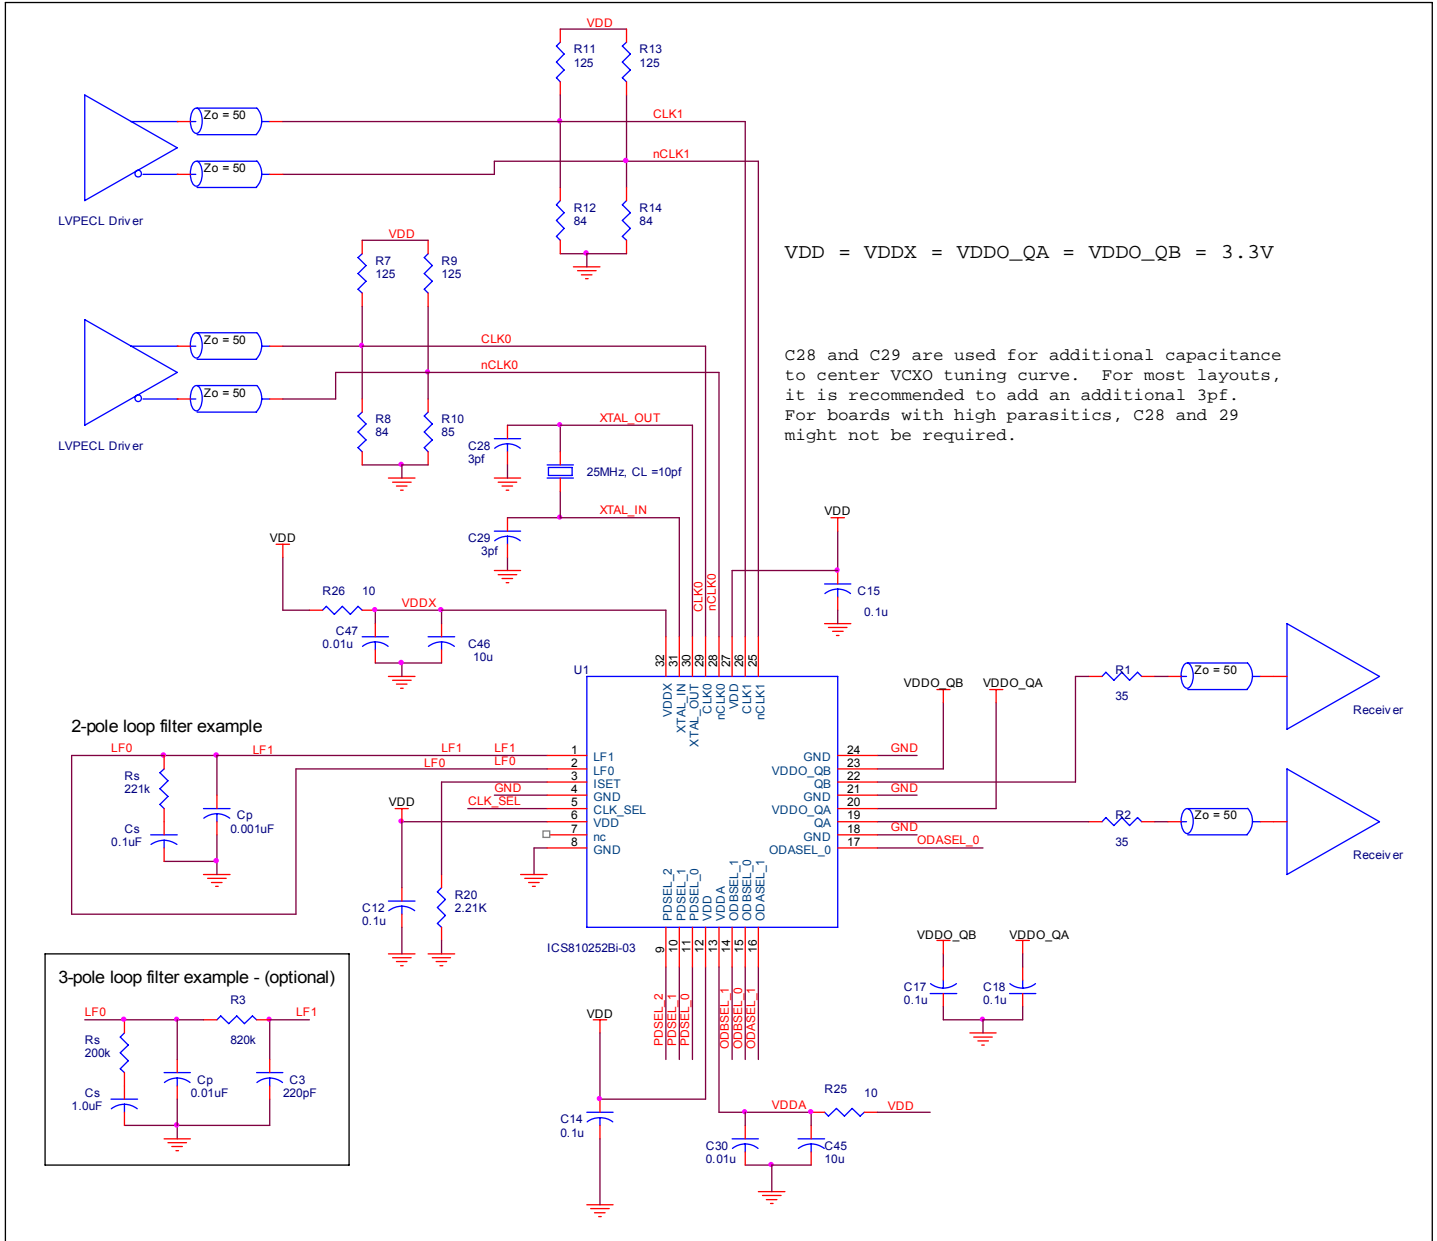 VDD
R11
125
R13
125
Zo = 50
CLK1
Zo = 50
nCLK1
R12
84
R14
84
LVPECL Driver
VDD
R7
125
R9
125
VDD = VDDX = VDDO_QA = VDDO_QB = 3.3V
Zo = 50
CLK0
Zo = 50
nCLK0
C28 and C29 are used for additional capacitance
to center VCXO tuning curve.  For most layouts,
it is recommended to add an additional 3pf.
For boards with high parasitics, C28 and 29
might not be required.
R8
84
R10
85
LVPECL Driver
XTAL_OUT
C28
3pf
25MHz, CL =10pf
XTAL_IN
C29
3pf
VDD
VDD
R26 10
VDDX
C47
0.01u
C46
10u
CLK0
nCLK0
C15
0.1u
U1
32
31
30
29
28
27
26
25
VDDX
XTAL_IN
XTAL_OUT
CLK0
nCLK0
VDD
CLK1
nCLK1
VDDO_QB VDDO_QA
R1
35
Zo = 50
Receiver
2-pole loop filter example
LF0 LF1 LF1 LF1
LF0 LF0
GND
CLK_SEL
VDD
Rs
221k
Cp
0.001uF
Cs
0.1uF
1 LF1
2 LF0
3 ISET
4 GND
5 CLK_SEL
6 VDD
7 nc
8 GND
GND 24 GND
VDDO_QB 23
QB 22
GND 21 GND
VDDO_QA 20
QA 19
GND 18 GND
ODASEL_0 17 ODASEL_0
R2
35
Zo = 50
Receiver
C12
0.1u
R20
2.21K
PDSEL_2
PDSEL_1
PDSEL_0
VDD
VDDA
ODBSEL_1
ODBSEL_0
ODASEL_1
ICS810252Bi-03
9
10
11
12
13
14
15
16
VDDO_QB VDDO_QA
C17
0.1u
C18
0.1u
PDSEL_2
PDSEL_1
PDSEL_0
ODBSEL_1
ODBSEL_0
ODASEL_1
3-pole loop filter example - (optional)
LF0
R3
820k
LF1
Rs
200k
Cp
0.01uF
C3
220pF
Cs
1.0uF
VDD
C14
0.1u
R25 10
VDDA VDD
C30
0.01u
C45
10u